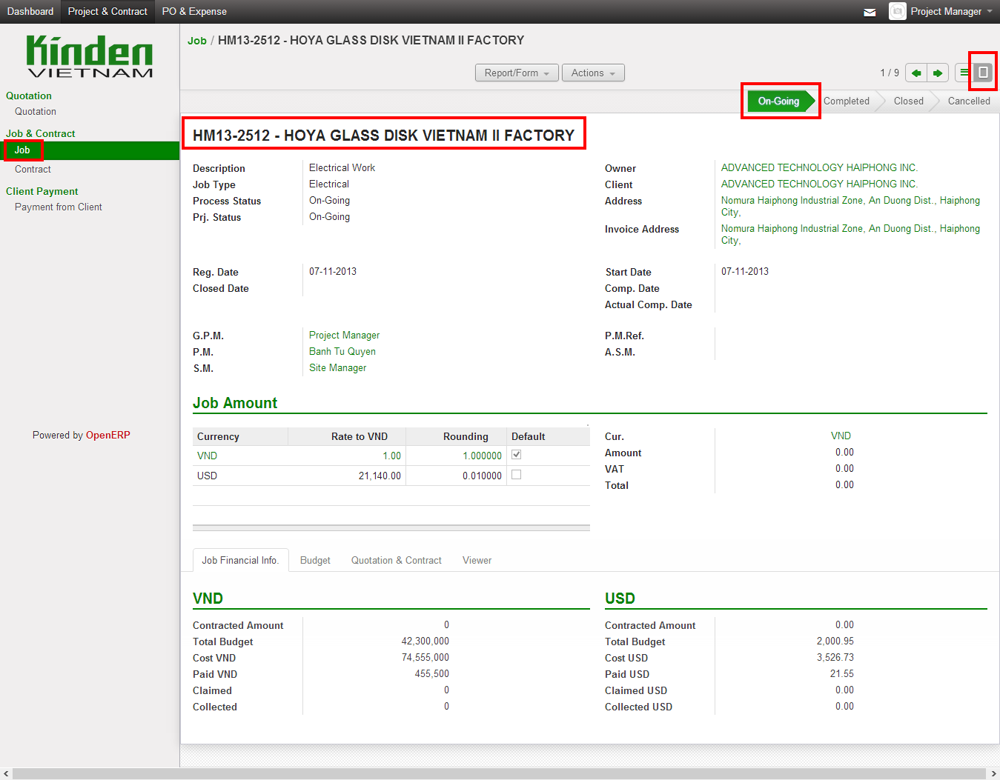 Dashboard Project & Contract PO & Expense Project Manager
Kinden
VIETNAM
Job / HM13-2512 - HOYA GLASS DISK VIETNAM II FACTORY
Report/Form Actions 1 / 9
Quotation
Quotation
Job & Contract
Job
Contract
Client Payment
Payment from Client
Powered by OpenERP
On-Going Completed Closed Cancelled
HM13-2512 - HOYA GLASS DISK VIETNAM II FACTORY
Description Electrical Work
Job Type Electrical
Process Status On-Going
Prj. Status On-Going
Owner ADVANCED TECHNOLOGY HAIPHONG INC.
Client ADVANCED TECHNOLOGY HAIPHONG INC.
Address Nomura Haiphong Industrial Zone, An Duong Dist., Haiphong
City,
Invoice Address Nomura Haiphong Industrial Zone, An Duong Dist., Haiphong
City,
Reg. Date 07-11-2013
Closed Date
Start Date 07-11-2013
Comp. Date
Actual Comp. Date
G.P.M. Project Manager
P.M. Banh Tu Quyen
S.M. Site Manager
P.M.Ref.
A.S.M.
Job Amount
Currency Rate to VND Rounding Default
VND 1.00 1.000000
USD 21,140.00 0.010000
Cur. VND
Amount 0.00
VAT 0.00
Total 0.00
Job Financial Info. Budget Quotation & Contract Viewer
VND
Contracted Amount 0
Total Budget 42,300,000
Cost VND 74,555,000
Paid VND 455,500
Claimed 0
Collected 0
USD
Contracted Amount 0.00
Total Budget 2,000.95
Cost USD 3,526.73
Paid USD 21.55
Claimed USD 0.00
Collected USD 0.00